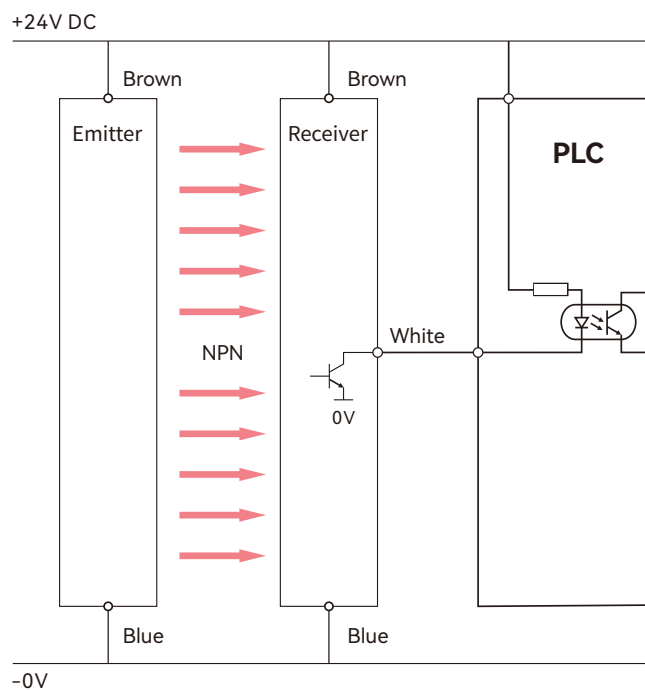 +24V DC
Brown
Brown
Emitter
Receiver
PLC
White
NPN
0V
Blue
Blue
-0V